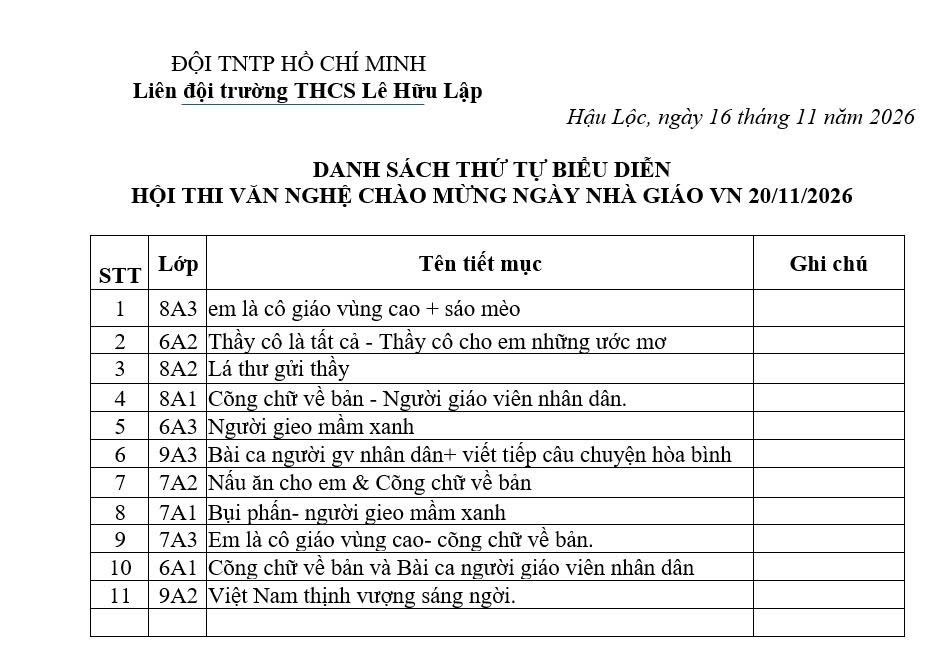 ĐỘI TNTP HỒ CHÍ MINH
Liên đội trường THCS Lê Hữu Lập
Hậu Lộc, ngày 16 tháng 11 năm 2026
DANH SÁCH THỨ TỰ BIỂU DIỄN
HỘI THI VĂN NGHỆ CHÀO MỪNG NGÀY NHÀ GIÁO VN 20/11/2026
STT Lớp Tên tiết mục Ghi chú
1 8A3 em là cô giáo vùng cao + sáo mèo
2 6A2 Thầy cô là tất cả - Thầy cô cho em những ước mơ
3 8A2 Lá thư gửi thầy
4 8A1 Cõng chữ về bản - Người giáo viên nhân dân.
5 6A3 Người gieo mầm xanh
6 9A3 Bài ca người gv nhân dân+ viết tiếp câu chuyện hòa bình
7 7A2 Nấu ăn cho em & Cõng chữ về bản
8 7A1 Bụi phấn- người gieo mầm xanh
9 7A3 Em là cô giáo vùng cao- cõng chữ về bản.
10 6A1 Cõng chữ về bản và Bài ca người giáo viên nhân dân
11 9A2 Việt Nam thịnh vượng sáng ngời.